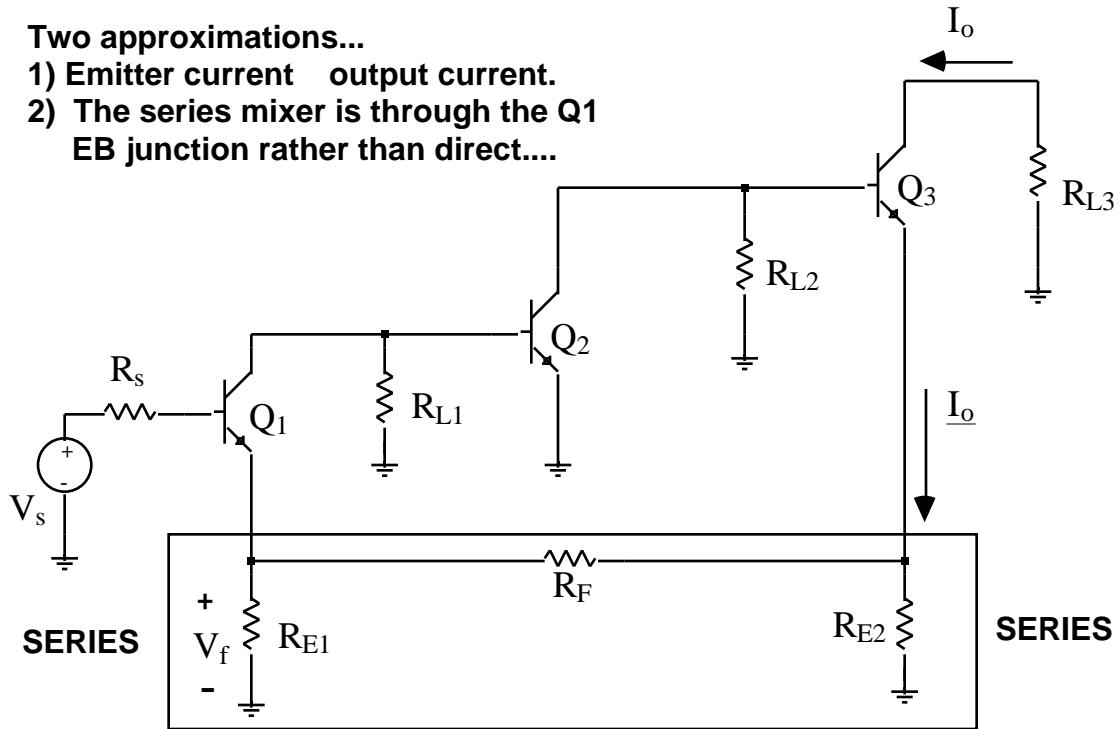 Two approximations...
1) Emitter current output current.
2) The series mixer is through the Q1
EB junction rather than direct....
Io
Q3
RL3
RL2
Q2
Rs
Q1
RL1
+
-
Vs
Io
RF
+
Vf
-
RE1
RE2
SERIES
SERIES